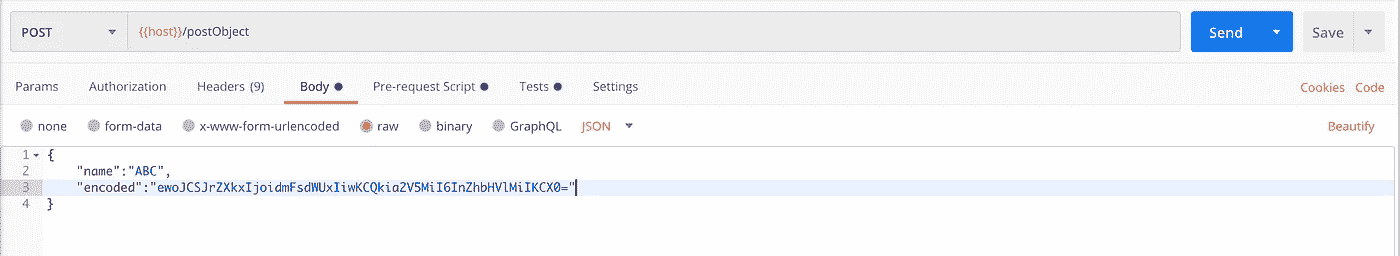 POST {{host}}/postObject Send Save
Params Authorization Headers (9) Body Pre-request Script Tests Settings Cookies Code
none form-data x-www-form-urlencoded raw binary GraphQL JSON Beautify
1 {
2 "name":"ABC",
3 "encoded":"ewoJCSJrZXkxIjoidmFsdWUxIiwKCQkia2V5MiI6InZhbHVlMiIKCX0="
4 }